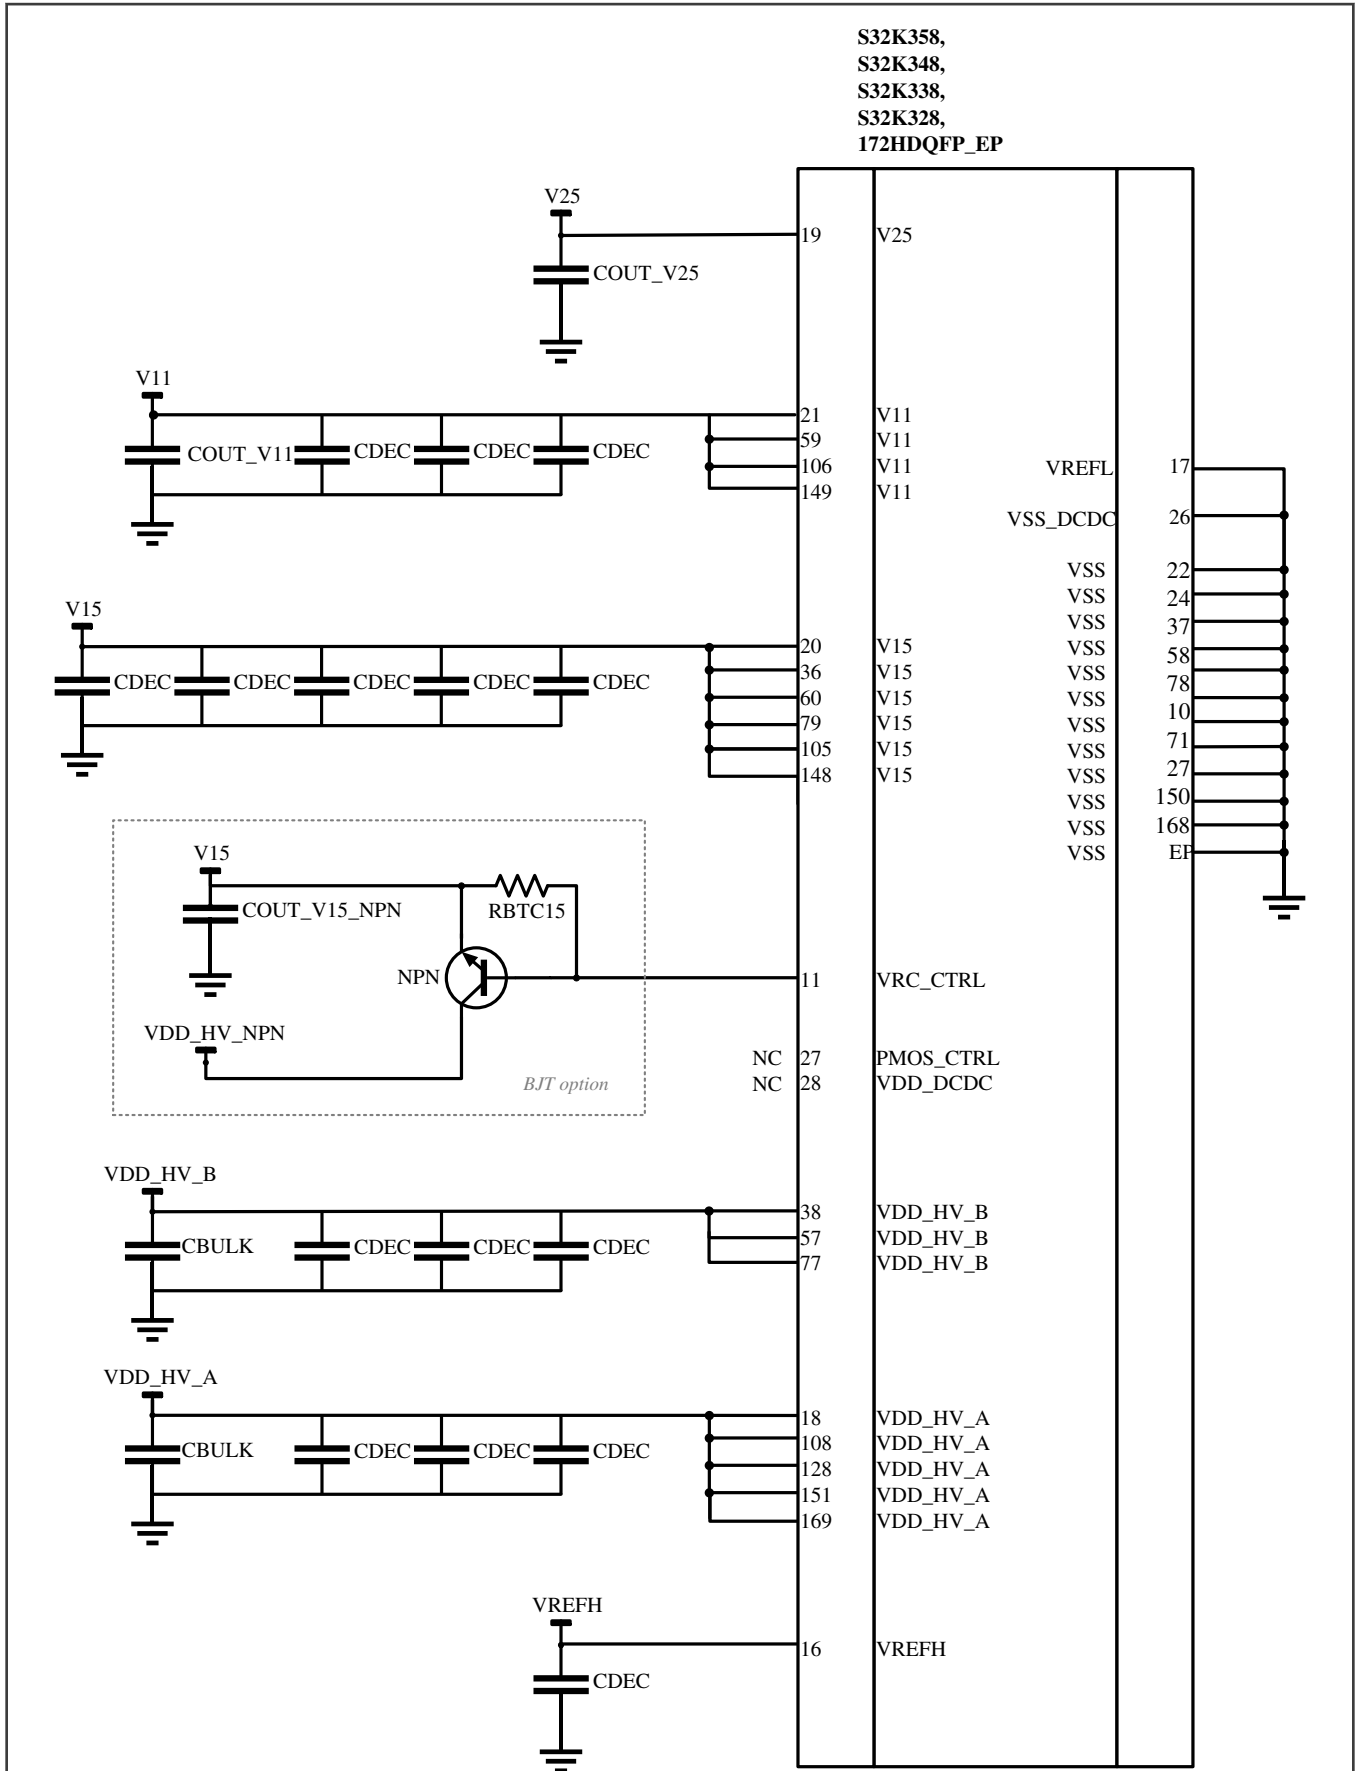 S32K358,
S32K348,
S32K338,
S32K328,
172HDQFP_EP
V25
19 V25
COUT_V25
V11
21 V11
59 V11
106 V11
149 V11
COUT_V11 CDEC CDEC CDEC
VREFL 17
VSS_DCDC 26
VSS 22
VSS 24
VSS 37
VSS 58
VSS 78
VSS 10
VSS 71
VSS 27
VSS 150
VSS 168
VSS EP
V15
20 V15
36 V15
60 V15
79 V15
105 V15
148 V15
CDEC CDEC CDEC CDEC CDEC
V15
COUT_V15_NPN
RBTC15
NPN
VDD_HV_NPN
BJT option
11 VRC_CTRL
NC 27 PMOS_CTRL
NC 28 VDD_DCDC
VDD_HV_B
38 VDD_HV_B
57 VDD_HV_B
77 VDD_HV_B
CBULK CDEC CDEC CDEC
VDD_HV_A
18 VDD_HV_A
108 VDD_HV_A
128 VDD_HV_A
151 VDD_HV_A
169 VDD_HV_A
CBULK CDEC CDEC CDEC
VREFH
16 VREFH
CDEC